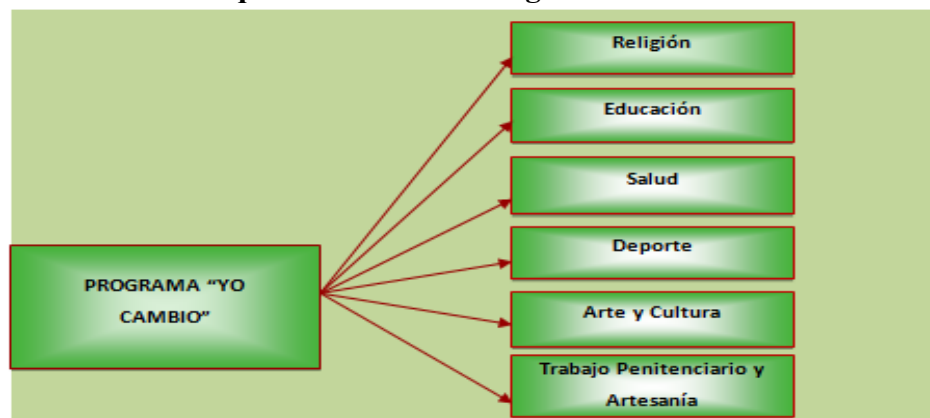 Religión
Educación
Salud
Deporte
PROGRAMA “YO
CAMBIO”
Arte y Cultura
Trabajo Penitenciario y
Artesanía